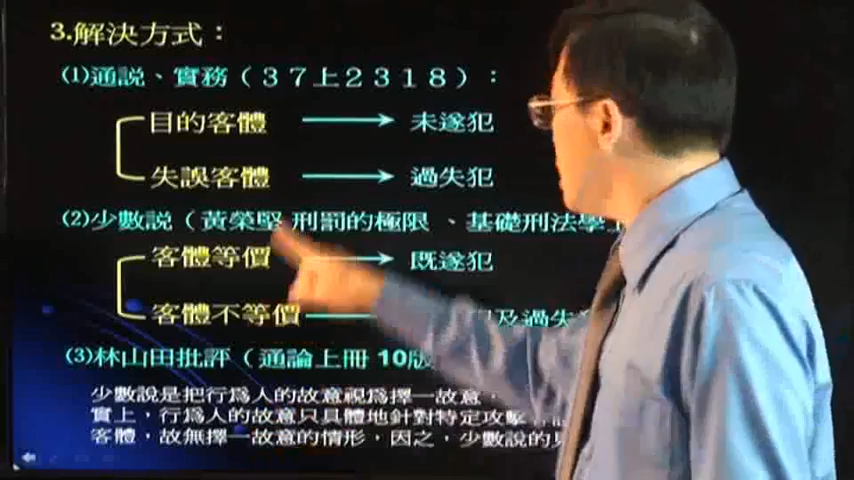 3.解決方式：
⑴通說、實務（３７上２３１８）：
目的客體 未遂犯
失誤客體 過失犯
⑵少數說（黃榮堅 刑罰的極限 、基礎刑法學
客體等價 既遂犯
客體不等價 及過失
⑶林山田批評（通論上冊 10版
少數說是把行為人的故意視為擇一故意，
實上，行為人的故意只具體地針對特定攻擊
客體，故無擇一故意的情形，因之，少數說的